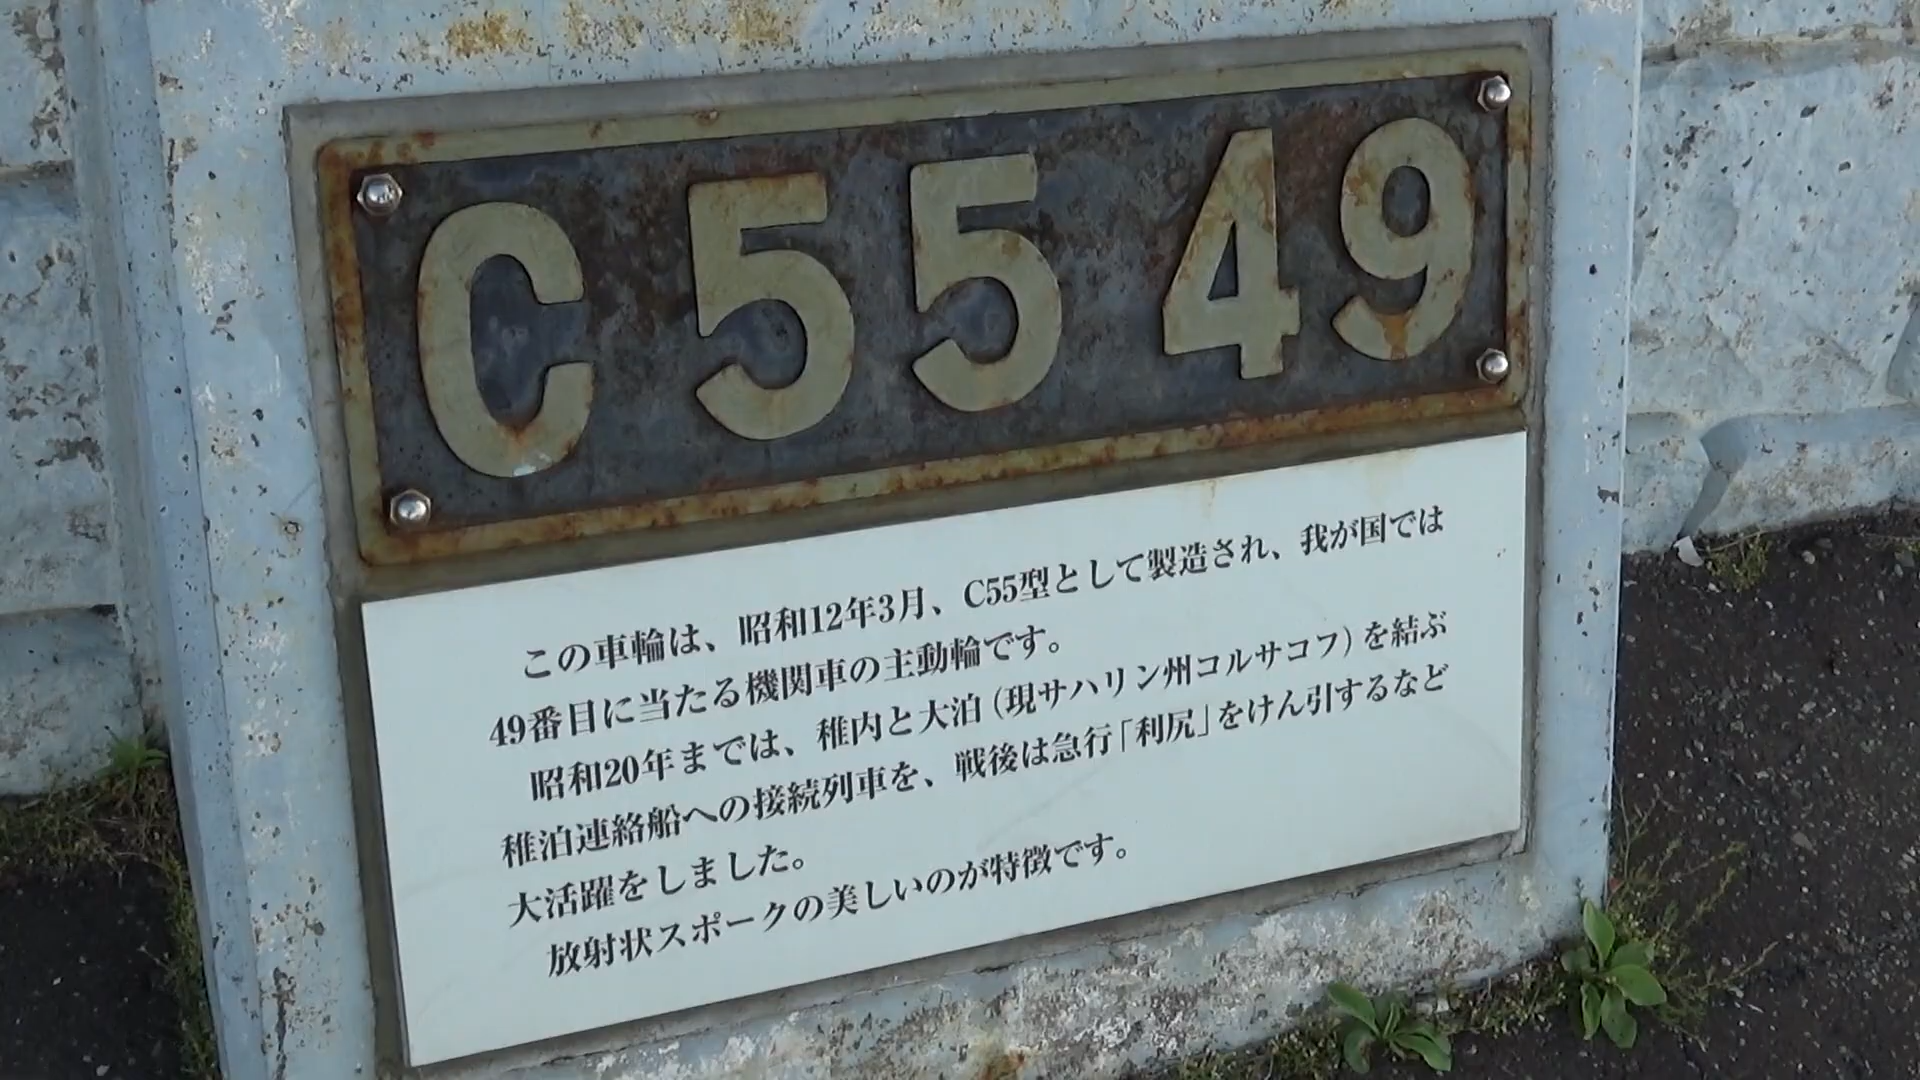 C55 49
この車輪は、昭和12年3月、C55型として製造され、我が国では
49番目に当たる機関車の主動輪です。
昭和20年までは、稚内と大泊（現サハリン州コルサコフ）を結ぶ
稚泊連絡船への接続列車を、戦後は急行「利尻」をけん引するなど
大活躍をしました。
放射状スポークの美しいのが特徴です。